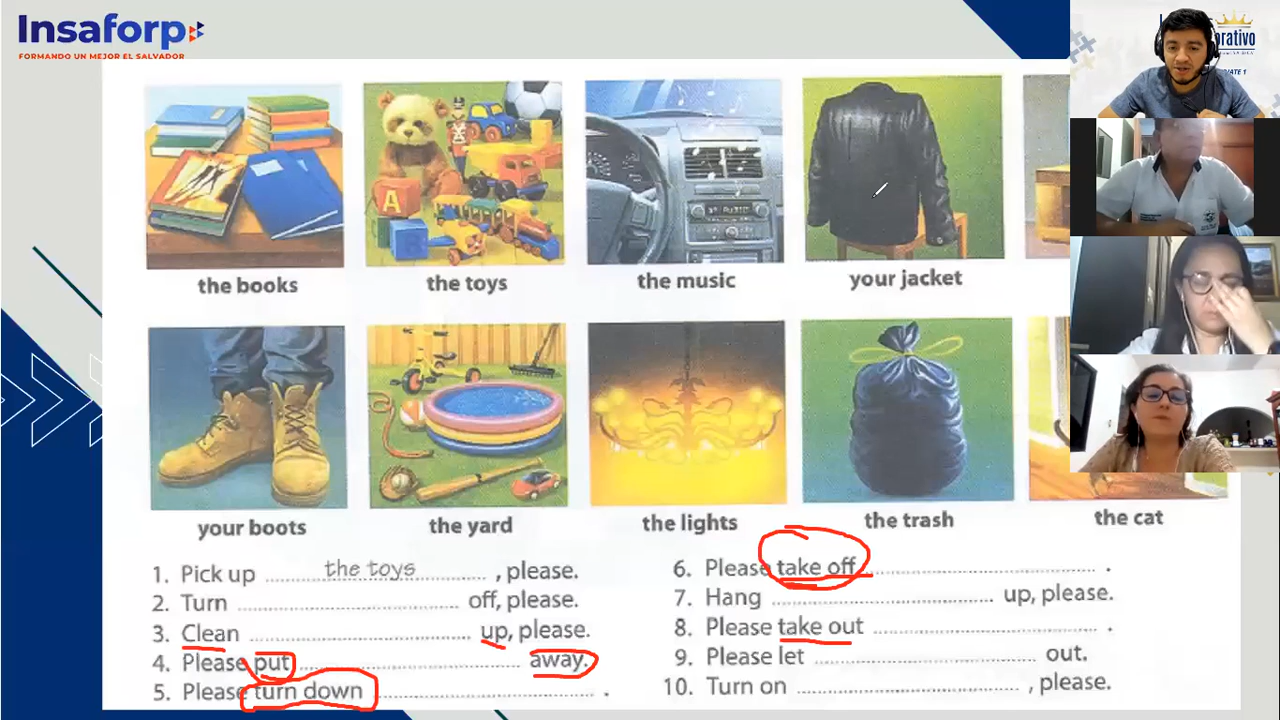 Insaforp
FORMANDO UN MEJOR EL SALVADOR
orativo
the books
the toys
the music
your jacket
A
your boots
the yard
the lights
the trash
the cat
1. Pick up the toys , please.
2. Turn off, please.
3. Clean up, please.
4. Please put away.
5. Please turn down .
6. Please take off .
7. Hang up, please.
8. Please take out .
9. Please let out.
10. Turn on , please.